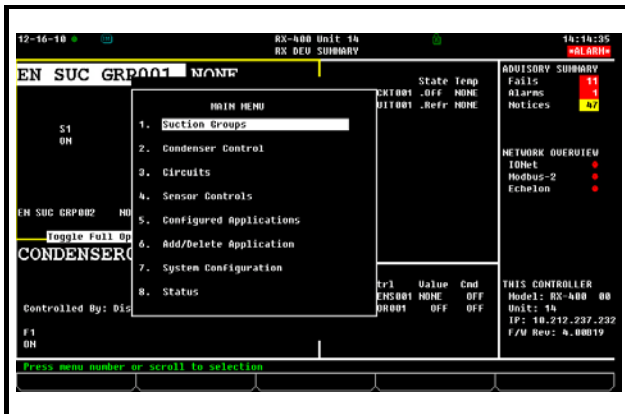 12-16-10 RX-400 Unit 14 14:14:35
RX DEV SUMMARY *ALARM*
EN SUC GRP001 NONE
ADVISORY SUMMARY
State Temp Fails 11
CKT001 .OFF NONE Alarms 1
UIT001 .Refr NONE Notices 47
MAIN MENU
1. Suction Groups
S1
ON
2. Condenser Control
NETWORK OVERVIEW
IONet
3. Circuits
Modbus-2
Echelon
4. Sensor Controls
EN SUC GRP002 NO
5. Configured Applications
Toggle Full Op
6. Add/Delete Application
CONDENSER
7. System Configuration
trl Value Cmd THIS CONTROLLER
8. Status
ENS001 NONE OFF Model: RX-400 00
Controlled By: Dis
OR001 OFF OFF Unit: 14
IP: 10.212.237.232
F1
F/W Rev: 4.00B19
ON
Press menu number or scroll to selection